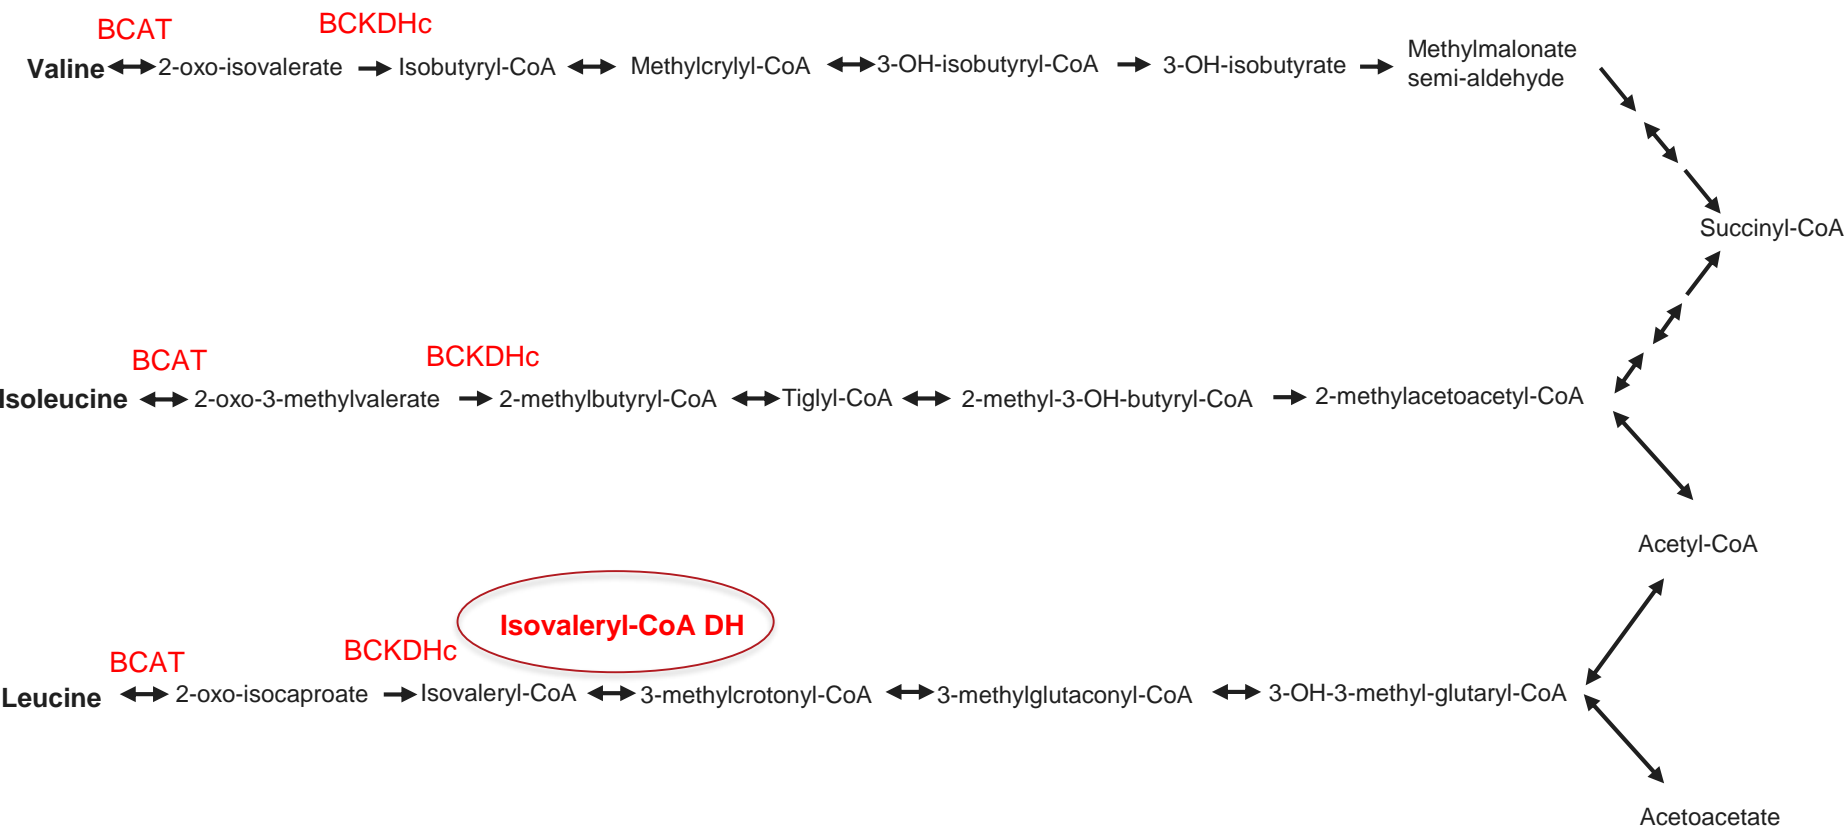 BCAT BCKDHc
Valine 2-oxo-isovalerate Isobutyryl-CoA Methylcrylyl-CoA 3-OH-isobutyryl-CoA 3-OH-isobutyrate Methylmalonate
semi-aldehyde
Succinyl-CoA
BCAT BCKDHc
Isoleucine 2-oxo-3-methylvalerate 2-methylbutyryl-CoA Tiglyl-CoA 2-methyl-3-OH-butyryl-CoA 2-methylacetoacetyl-CoA
Acetyl-CoA
Isovaleryl-CoA DH
BCAT BCKDHc
Leucine 2-oxo-isocaproate Isovaleryl-CoA 3-methylcrotonyl-CoA 3-methylglutaconyl-CoA 3-OH-3-methyl-glutaryl-CoA
Acetoacetate